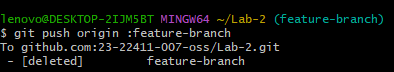 lenovo@DESKTOP-2IJM5BT MINGW64 ~/Lab-2 (feature-branch)
$ git push origin :feature-branch
To github.com:23-22411-007-oss/Lab-2.git
 - [deleted]         feature-branch